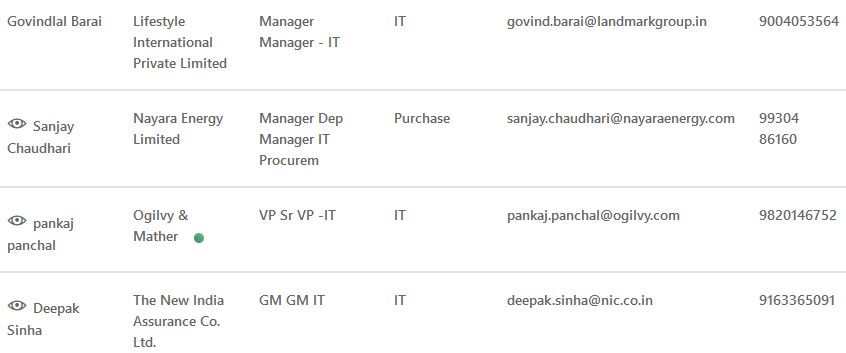 Govindlal Barai
Lifestyle
International
Private Limited
Manager
Manager - IT
IT
govind.barai@landmarkgroup.in
9004053564
Sanjay
Chaudhari
Nayara Energy
Limited
Manager Dep
Manager IT
Procurem
Purchase
sanjay.chaudhari@nayaraenergy.com
99304
86160
pankaj
panchal
Ogilvy &
Mather
VP Sr VP -IT
IT
pankaj.panchal@ogilvy.com
9820146752
Deepak
Sinha
The New India
Assurance Co.
Ltd.
GM GM IT
IT
deepak.sinha@nic.co.in
9163365091